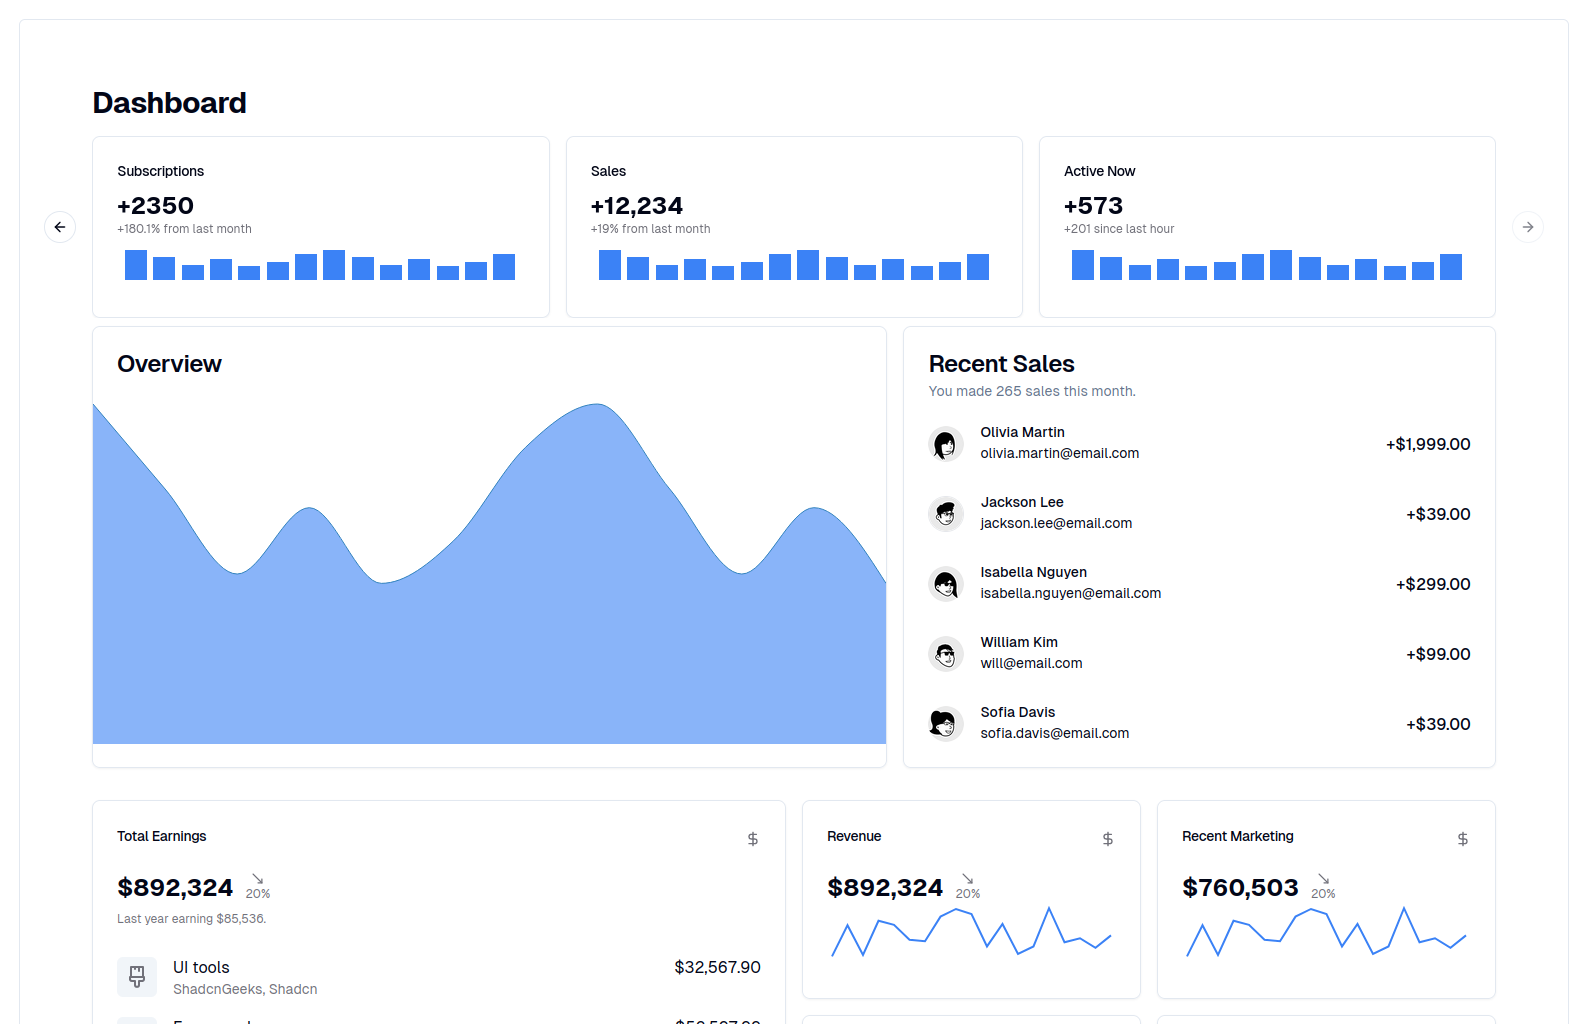 Dashboard
Subscriptions
+2350
+180.1% from last month
Sales
+12,234
+19% from last month
Active Now
+573
+201 since last hour
Overview
Recent Sales
You made 265 sales this month.
Olivia Martin
olivia.martin@email.com
+$1,999.00
Jackson Lee
jackson.lee@email.com
+$39.00
Isabella Nguyen
isabella.nguyen@email.com
+$299.00
William Kim
will@email.com
+$99.00
Sofia Davis
sofia.davis@email.com
+$39.00
Total Earnings
$
$892,324
20%
Last year earning $85,536.
UI tools
$32,567.90
ShadcnGeeks, Shadcn
Revenue
$
$892,324
20%
Recent Marketing
$
$760,503
20%